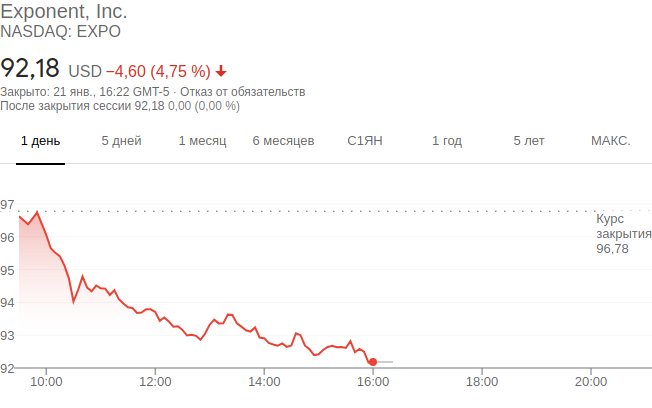 Exponent, Inc.
NASDAQ: EXPO
92,18 USD −4,60 (4,75 %)
Закрыто: 21 янв., 16:22 GMT-5 · Отказ от обязательств
После закрытия сессии 92,18 0,00 (0,00 %)
1 день 5 дней 1 месяц 6 месяцев С1ЯН 1 год 5 лет МАКС.
97
Курс
закрытия
96,78
96
95
94
93
92
10:00 12:00 14:00 16:00 18:00 20:00